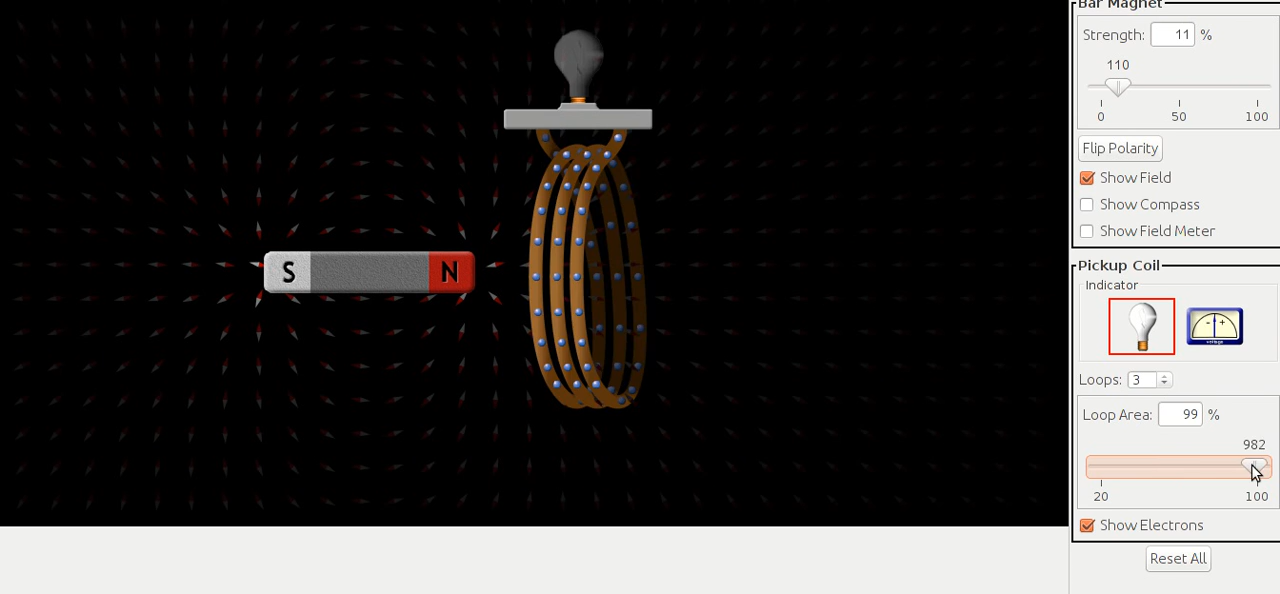 Bar Magnet
Strength: 11 %
110
0 50 100
Flip Polarity
Show Field
Show Compass
Show Field Meter
S N
Pickup Coil
Indicator
- +
voltage
Loops: 3
Loop Area: 99 %
982
20 100
Show Electrons
Reset All